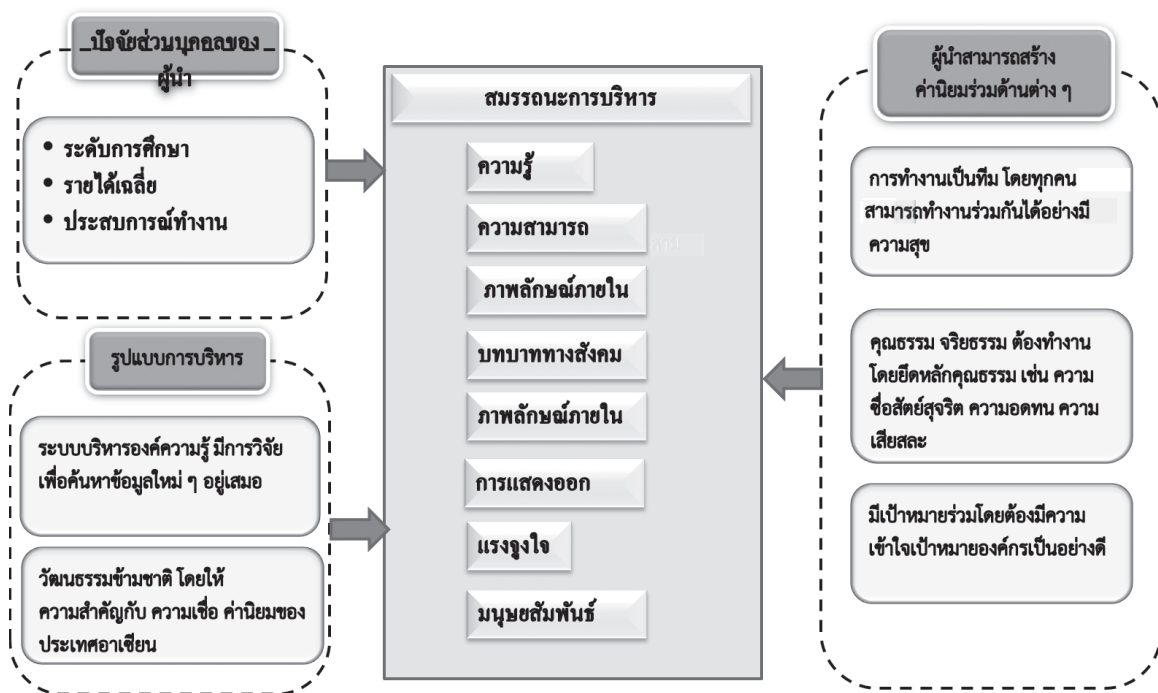 ปัจจัยส่วนบุคคลของ
ผู้นำ
• ระดับการศึกษา
• รายได้เฉลี่ย
• ประสบการณ์ทำงาน
รูปแบบการบริหาร
ระบบบริหารองค์ความรู้ มีการวิจัย
เพื่อค้นหาข้อมูลใหม่ ๆ อยู่เสมอ
วัฒนธรรมข้ามชาติ โดยให้
ความสำคัญกับ ความเชื่อ ค่านิยมของ
ประเทศอาเซียน
สมรรถนะการบริหาร
ความรู้
ความสามารถ
ภาพลักษณ์ภายใน
บทบาททางสังคม
ภาพลักษณ์ภายใน
การแสดงออก
แรงจูงใจ
มนุษยสัมพันธ์
ผู้นำสามารถสร้าง
ค่านิยมร่วมด้านต่าง ๆ
การทำงานเป็นทีม โดยทุกคน
สามารถทำงานร่วมกันได้อย่างมี
ความสุข
คุณธรรม จริยธรรม ต้องทำงาน
โดยยึดหลักคุณธรรม เช่น ความ
ซื่อสัตย์สุจริต ความอดทน ความ
เสียสละ
มีเป้าหมายร่วมโดยต้องมีความ
เข้าใจเป้าหมายองค์กรเป็นอย่างดี